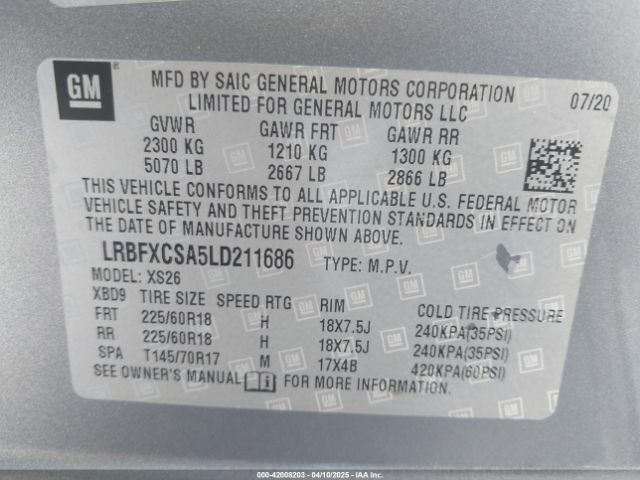 GM
MFD BY SAIC GENERAL MOTORS CORPORATION
LIMITED FOR GENERAL MOTORS LLC
07/20
GVWR GAWR FRT GAWR RR
2300 KG 1210 KG 1300 KG
5070 LB 2667 LB 2866 LB
THIS VEHICLE CONFORMS TO ALL APPLICABLE U.S. FEDERAL MOTOR
VEHICLE SAFETY AND THEFT PREVENTION STANDARDS IN EFFECT ON
THE DATE OF MANUFACTURE SHOWN ABOVE.
LRBFXCSA5LD211686 TYPE: M.P.V.
MODEL: XS26
XBD9 TIRE SIZE SPEED RTG RIM COLD TIRE PRESSURE
FRT 225/60R18 H 18X7.5J 240KPA(35PSI)
RR 225/60R18 H 18X7.5J 240KPA(35PSI)
SPA T145/70R17 M 17X4B 420KPA(60PSI)
SEE OWNER'S MANUAL FOR MORE INFORMATION.
000-42008203 - 04/10/2025 - IAADCCRD